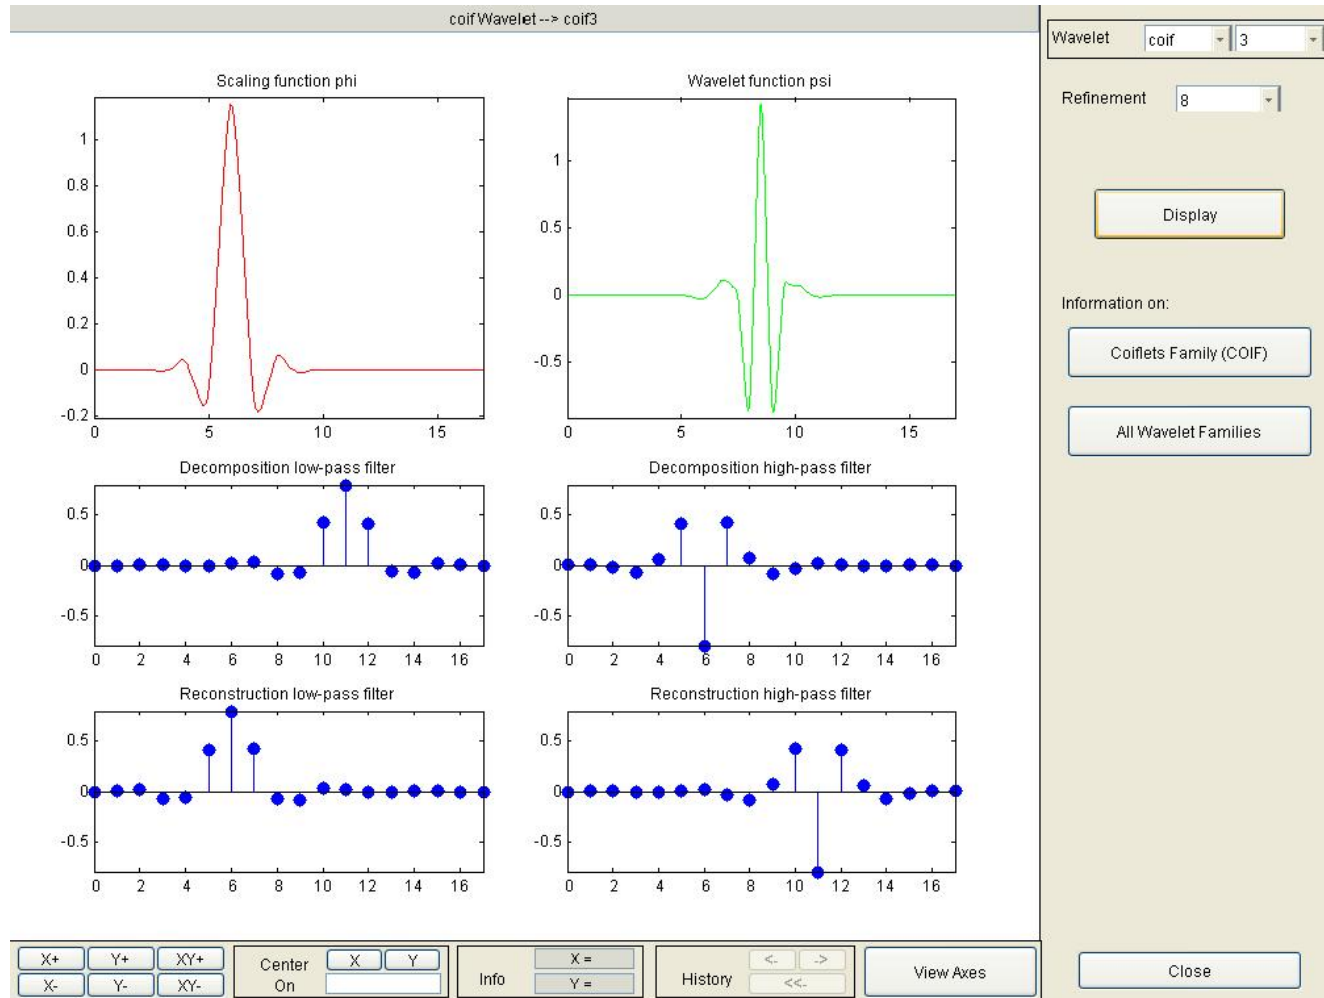 coif Wavelet --> coif3
Wavelet coif 3
Refinement 8
Display
Information on:
Coiflets Family (COIF)
All Wavelet Families
Close
Scaling function phi
1
0.8
0.6
0.4
0.2
0
-0.2
0 5 10 15
Wavelet function psi
1
0.5
0
-0.5
0 5 10 15
Decomposition low-pass filter
0.5
0
-0.5
0 2 4 6 8 10 12 14 16
Decomposition high-pass filter
0.5
0
-0.5
0 2 4 6 8 10 12 14 16
Reconstruction low-pass filter
0.5
0
-0.5
0 2 4 6 8 10 12 14 16
Reconstruction high-pass filter
0.5
0
-0.5
0 2 4 6 8 10 12 14 16
X+ Y+ XY+
X- Y- XY-
Center On X Y
Info X = Y =
History <- -> <<-
View Axes